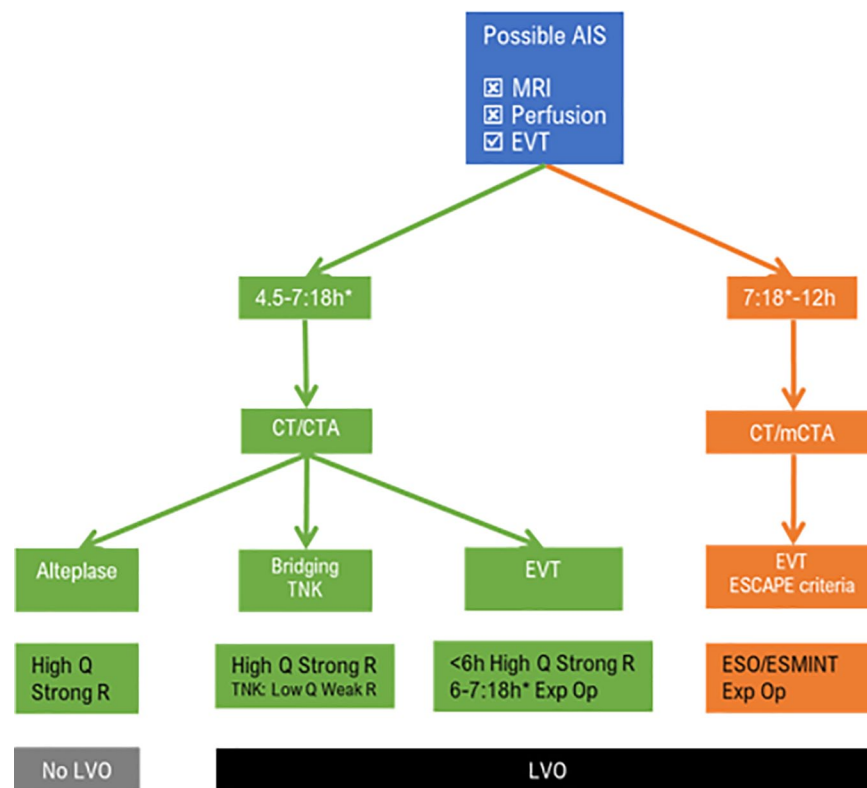 Possible AIS
☒ MRI
☒ Perfusion
☑ EVT
4.5-7:18h*
7:18*-12h
CT/CTA
CT/mCTA
Alteplase
Bridging
TNK
EVT
EVT
ESCAPE criteria
High Q
Strong R
High Q Strong R
TNK: Low Q Weak R
<6h High Q Strong R
6-7:18h* Exp Op
ESO/ESMINT
Exp Op
No LVO
LVO